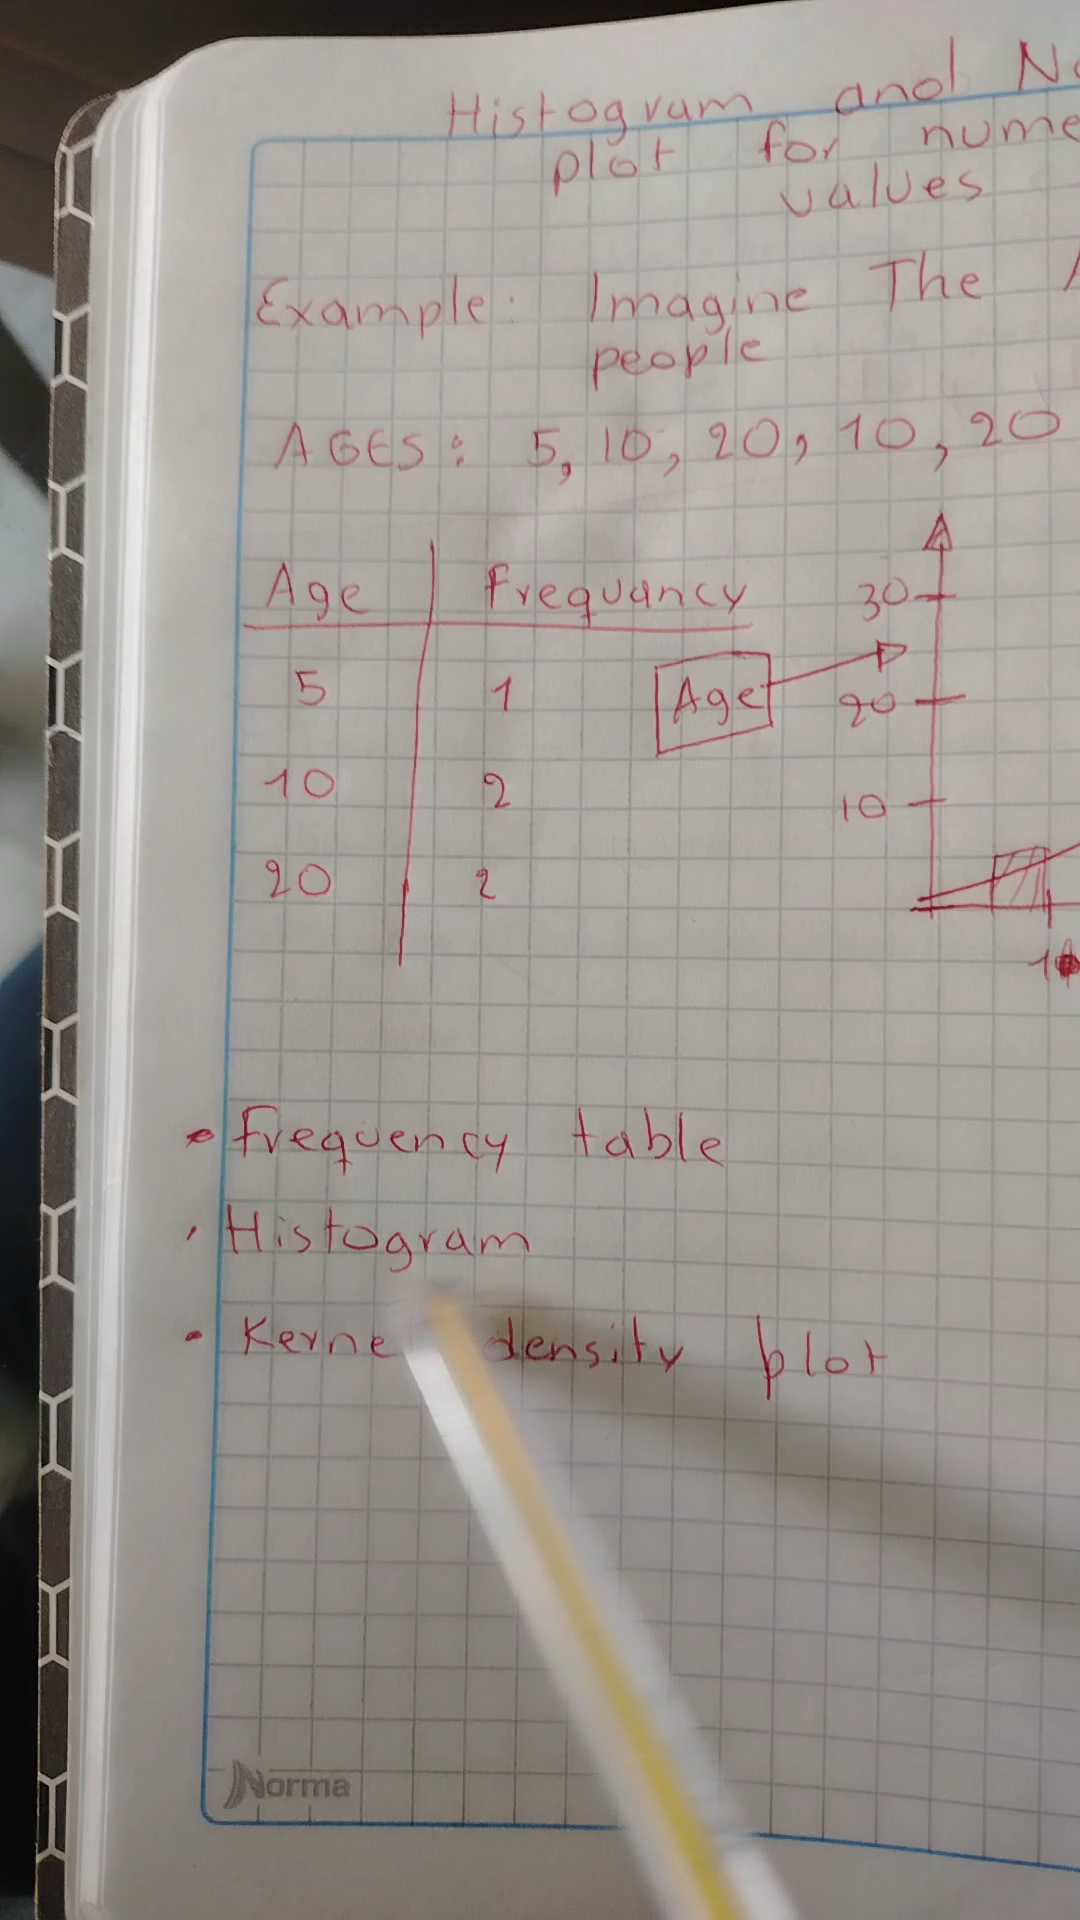 Histogram and
plot for
values
Example: Imagine The
people
AGES: 5, 10, 20, 10, 20
Age Frequancy
30
5 1 Age 20
10 2 10
20 2
• Frequency table
• Histogram
• Kerne density plot
Norma